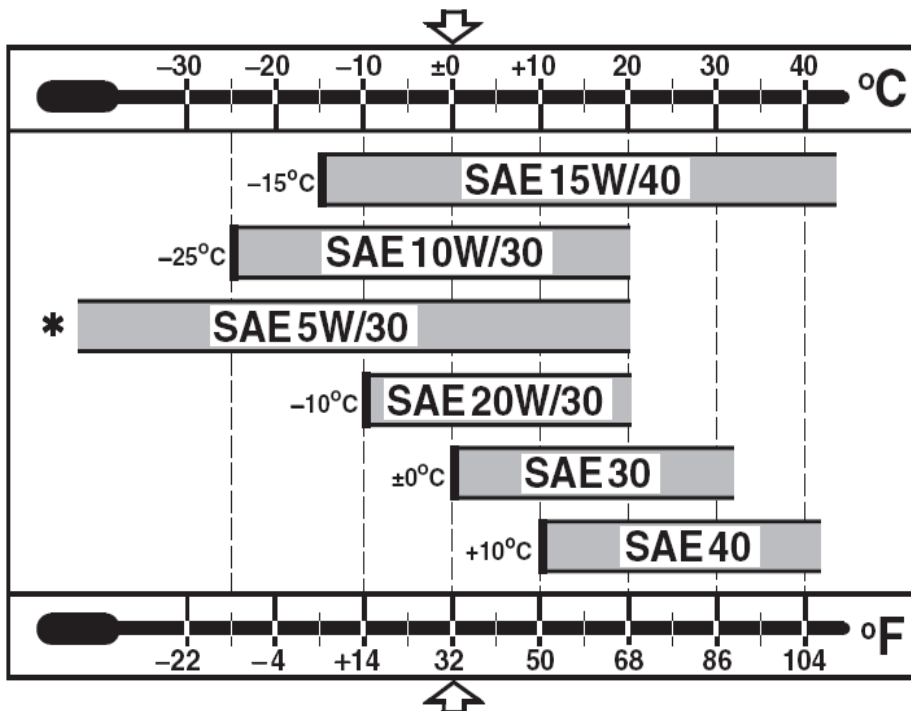 –30 –20 –10 ±0 +10 20 30 40 °C
–15°C SAE 15W/40
–25°C SAE 10W/30
* SAE 5W/30
–10°C SAE 20W/30
±0°C SAE 30
+10°C SAE 40
°F
–22 –4 +14 32 50 68 86 104